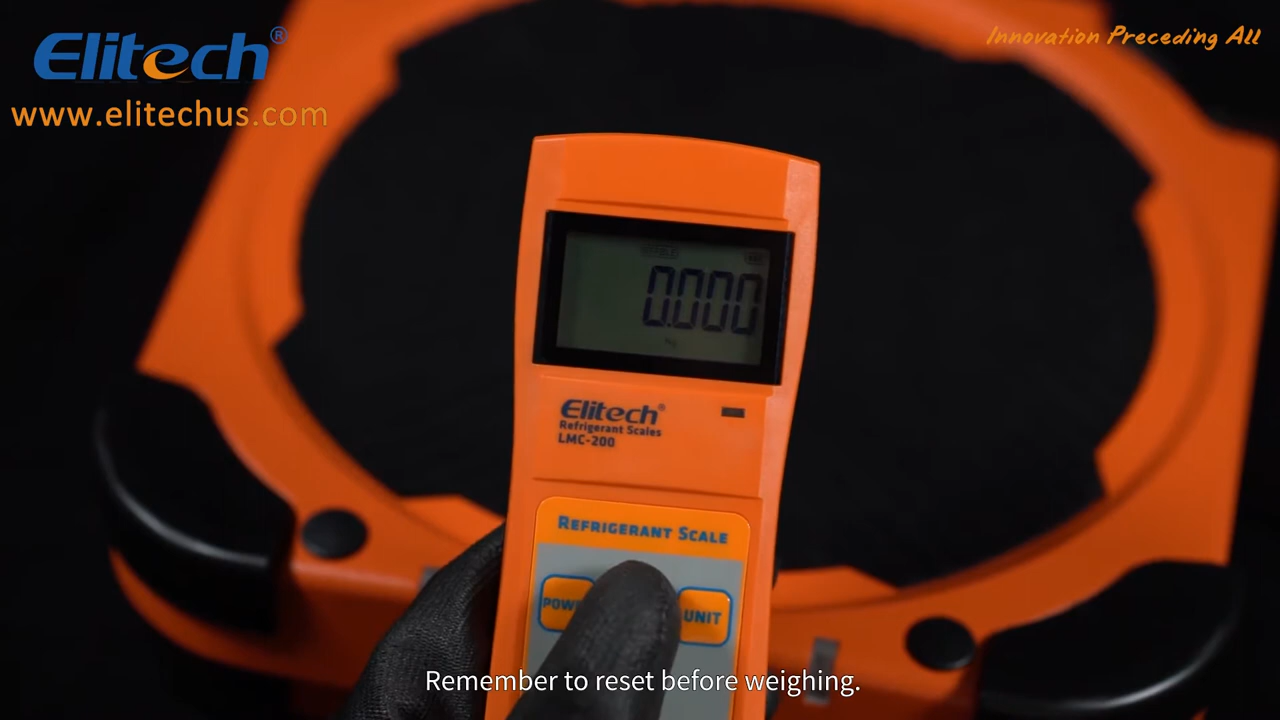 Elitech®
www.elitechus.com
Innovation Preceding All
0.000
Kg
Elitech®
Refrigerant Scales
LMC-200
REFRIGERANT SCALE
UNIT
Remember to reset before weighing.